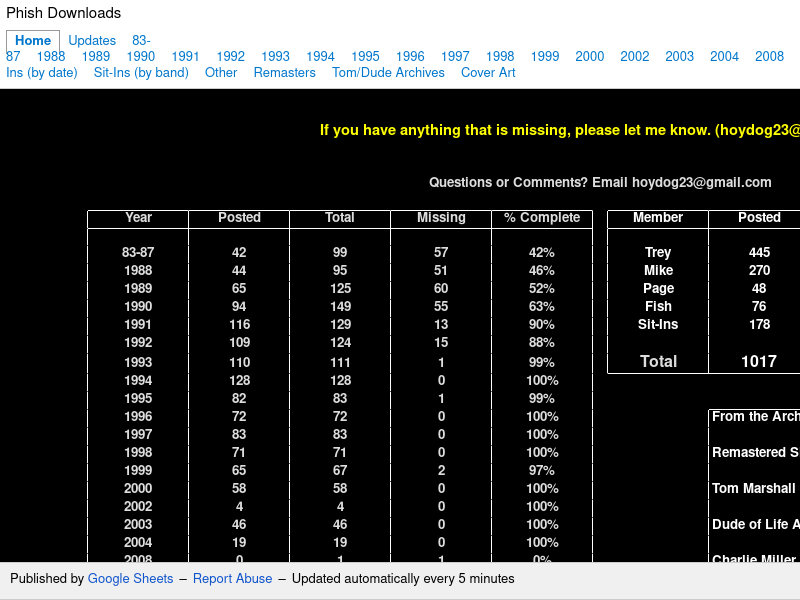 Phish Downloads
Home Updates 83-
87 1988 1989 1990 1991 1992 1993 1994 1995 1996 1997 1998 1999 2000 2002 2003 2004 2008
Ins (by date) Sit-Ins (by band) Other Remasters Tom/Dude Archives Cover Art
If you have anything that is missing, please let me know. (hoydog23@
Questions or Comments? Email hoydog23@gmail.com
Year Posted Total Missing % Complete Member Posted
83-87 42 99 57 42% Trey 445
1988 44 95 51 46% Mike 270
1989 65 125 60 52% Page 48
1990 94 149 55 63% Fish 76
1991 116 129 13 90% Sit-Ins 178
1992 109 124 15 88%
1993 110 111 1 99% Total 1017
1994 128 128 0 100%
1995 82 83 1 99%
1996 72 72 0 100% From the Arch
1997 83 83 0 100%
1998 71 71 0 100% Remastered S
1999 65 67 2 97%
2000 58 58 0 100% Tom Marshall
2002 4 4 0 100%
2003 46 46 0 100% Dude of Life A
2004 19 19 0 100%
2008 0 1 1 0% Charlie Miller
Published by Google Sheets – Report Abuse – Updated automatically every 5 minutes